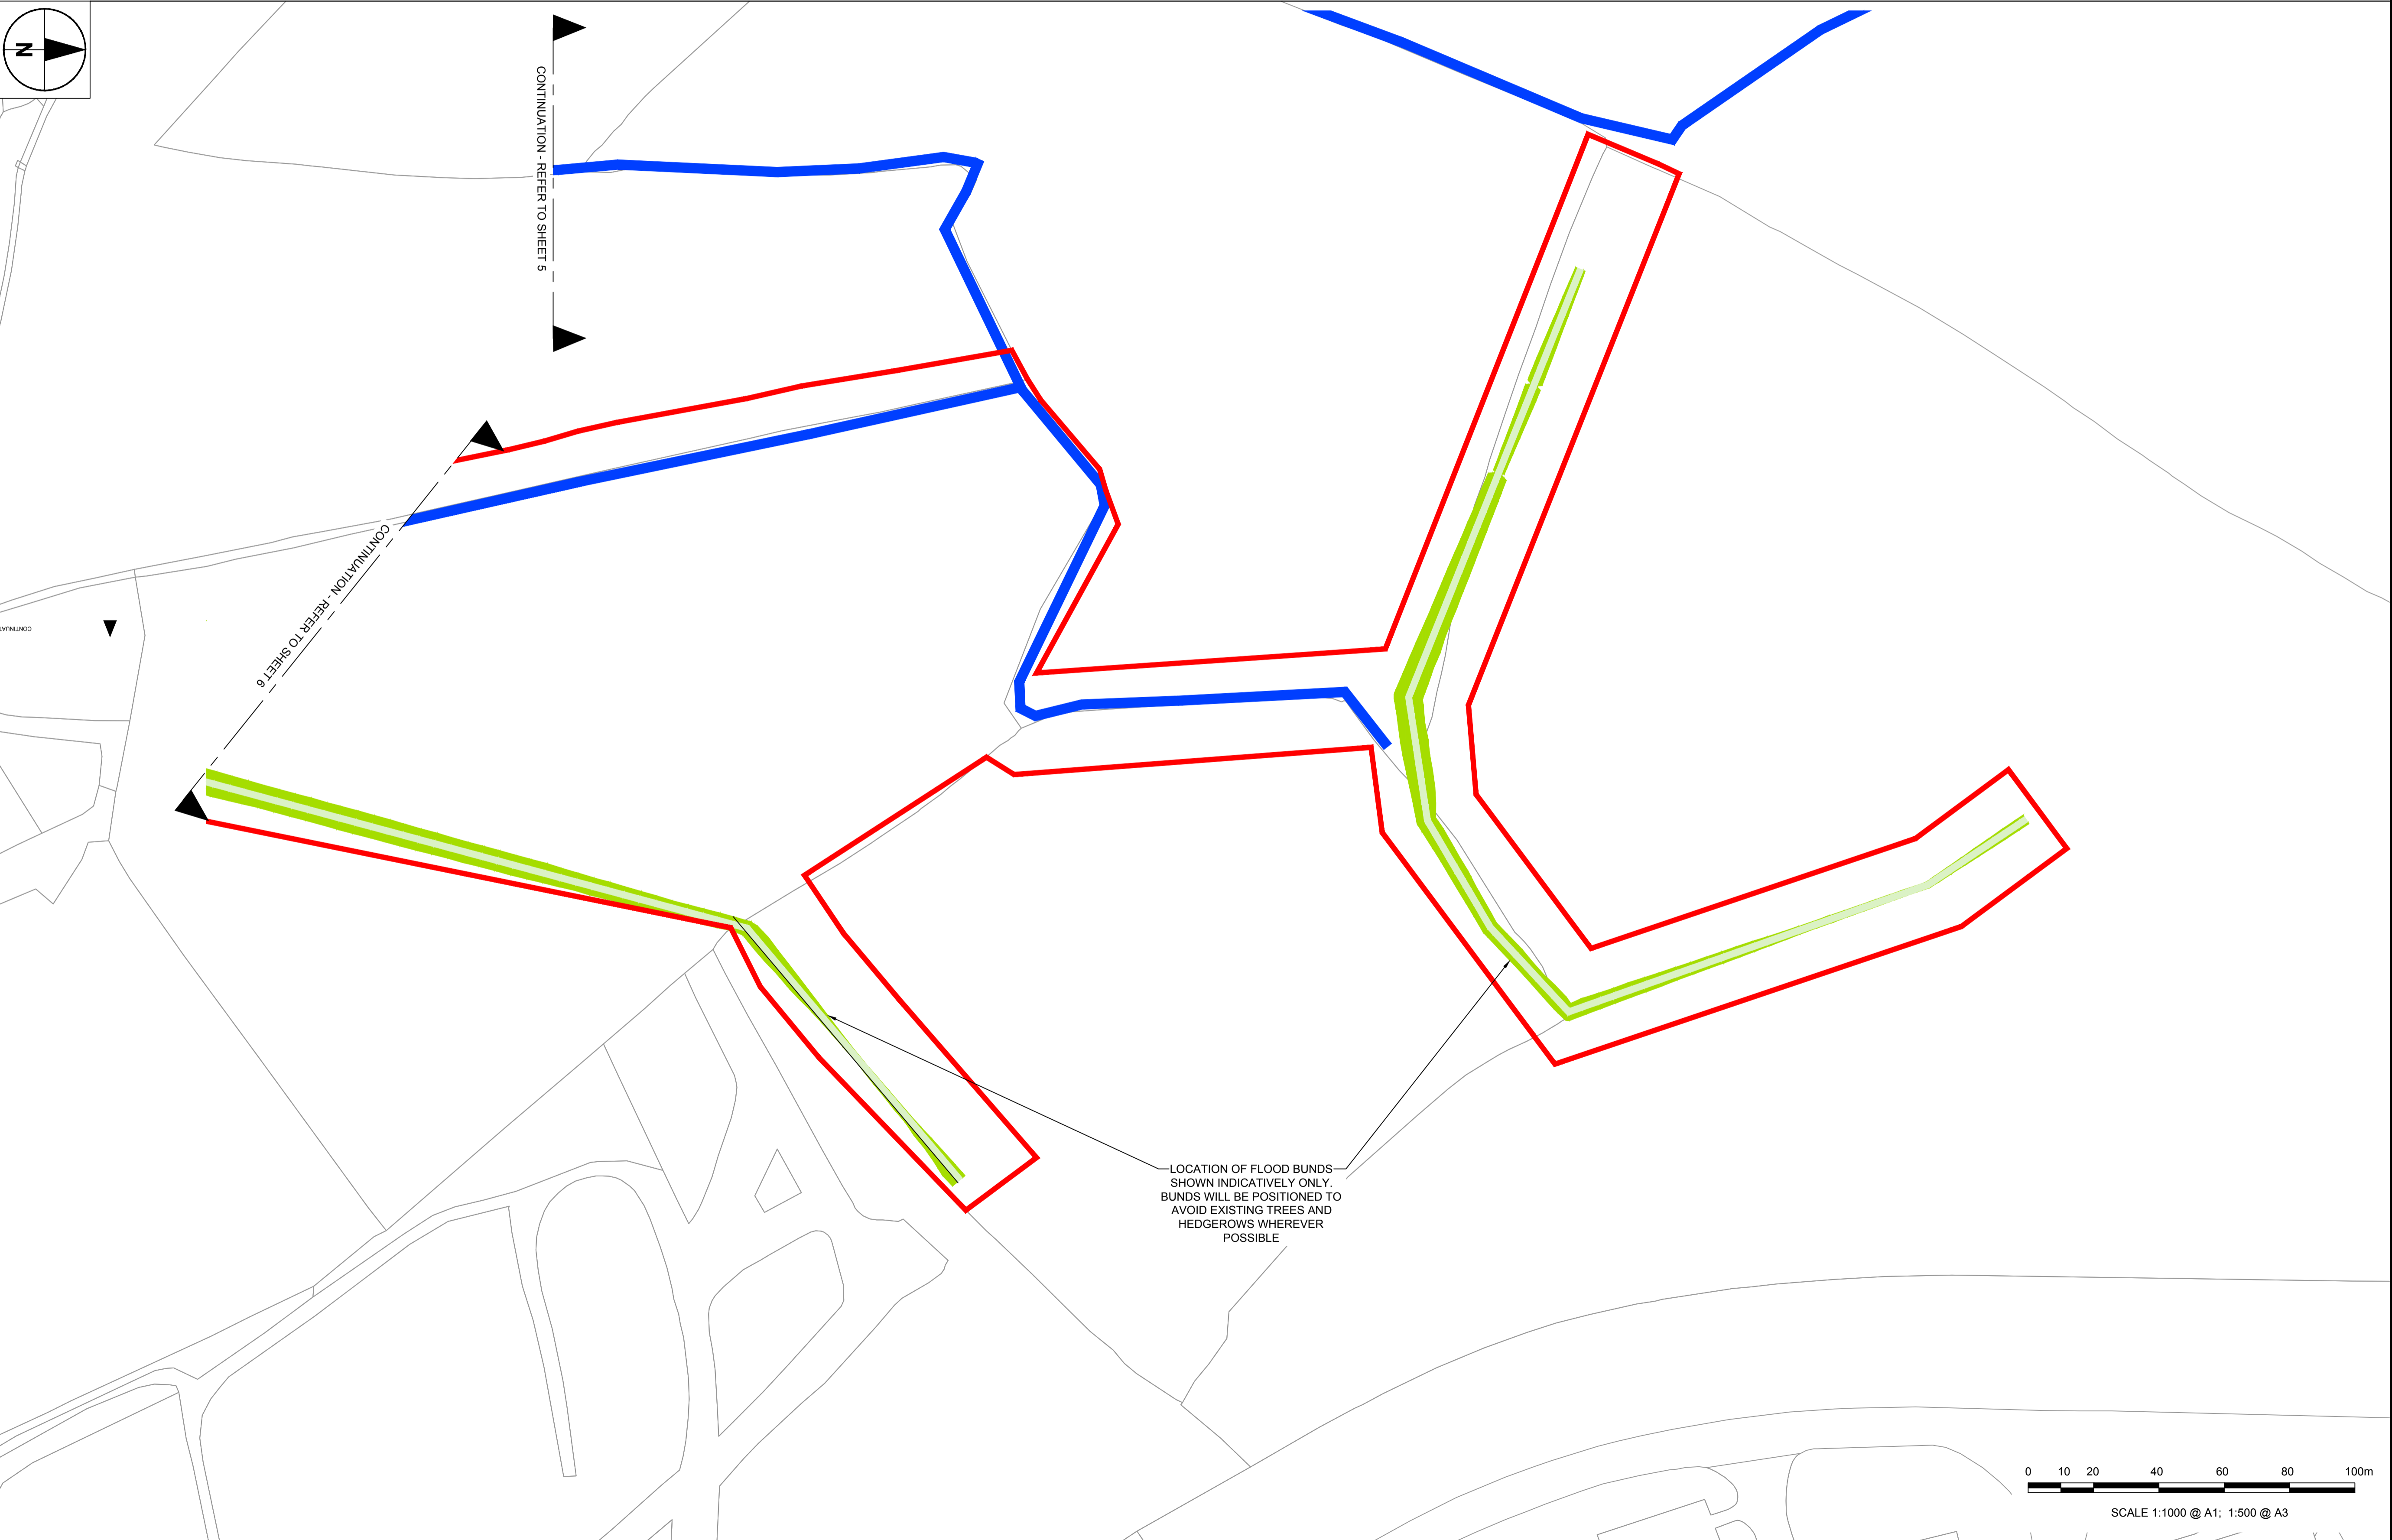 N
CONTINUATION - REFER TO SHEET 5
CONTINUATION - REFER TO SHEET 6
LOCATION OF FLOOD BUNDS
SHOWN INDICATIVELY ONLY.
BUNDS WILL BE POSITIONED TO
AVOID EXISTING TREES AND
HEDGEROWS WHEREVER
POSSIBLE
0 10 20 40 60 80 100m
SCALE 1:1000 @ A1; 1:500 @ A3